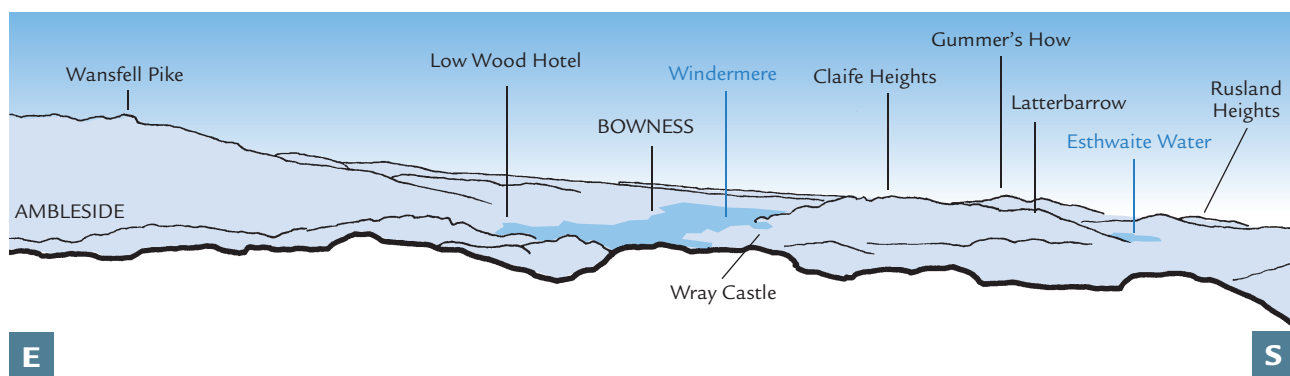 Gummer's How
Low Wood Hotel
Wansfell Pike
Windermere
Claife Heights
Rusland
Heights
Latterbarrow
BOWNESS
Esthwaite Water
AMBLESIDE
Wray Castle
E
S